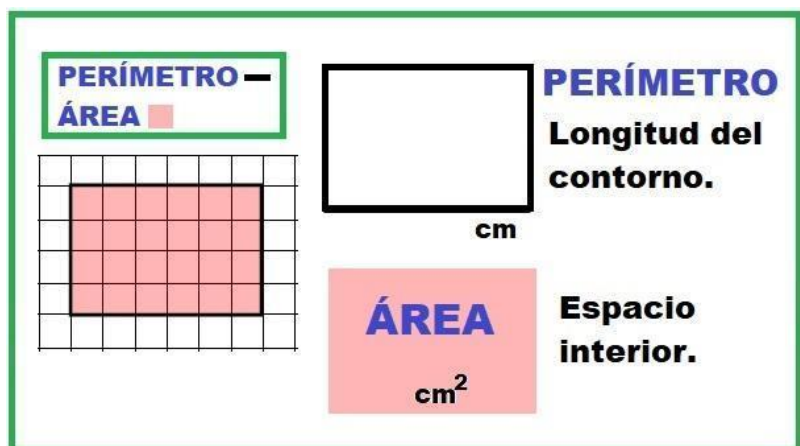 PERÍMETRO
ÁREA
PERÍMETRO
Longitud del
contorno.
cm
ÁREA
cm²
Espacio
interior.